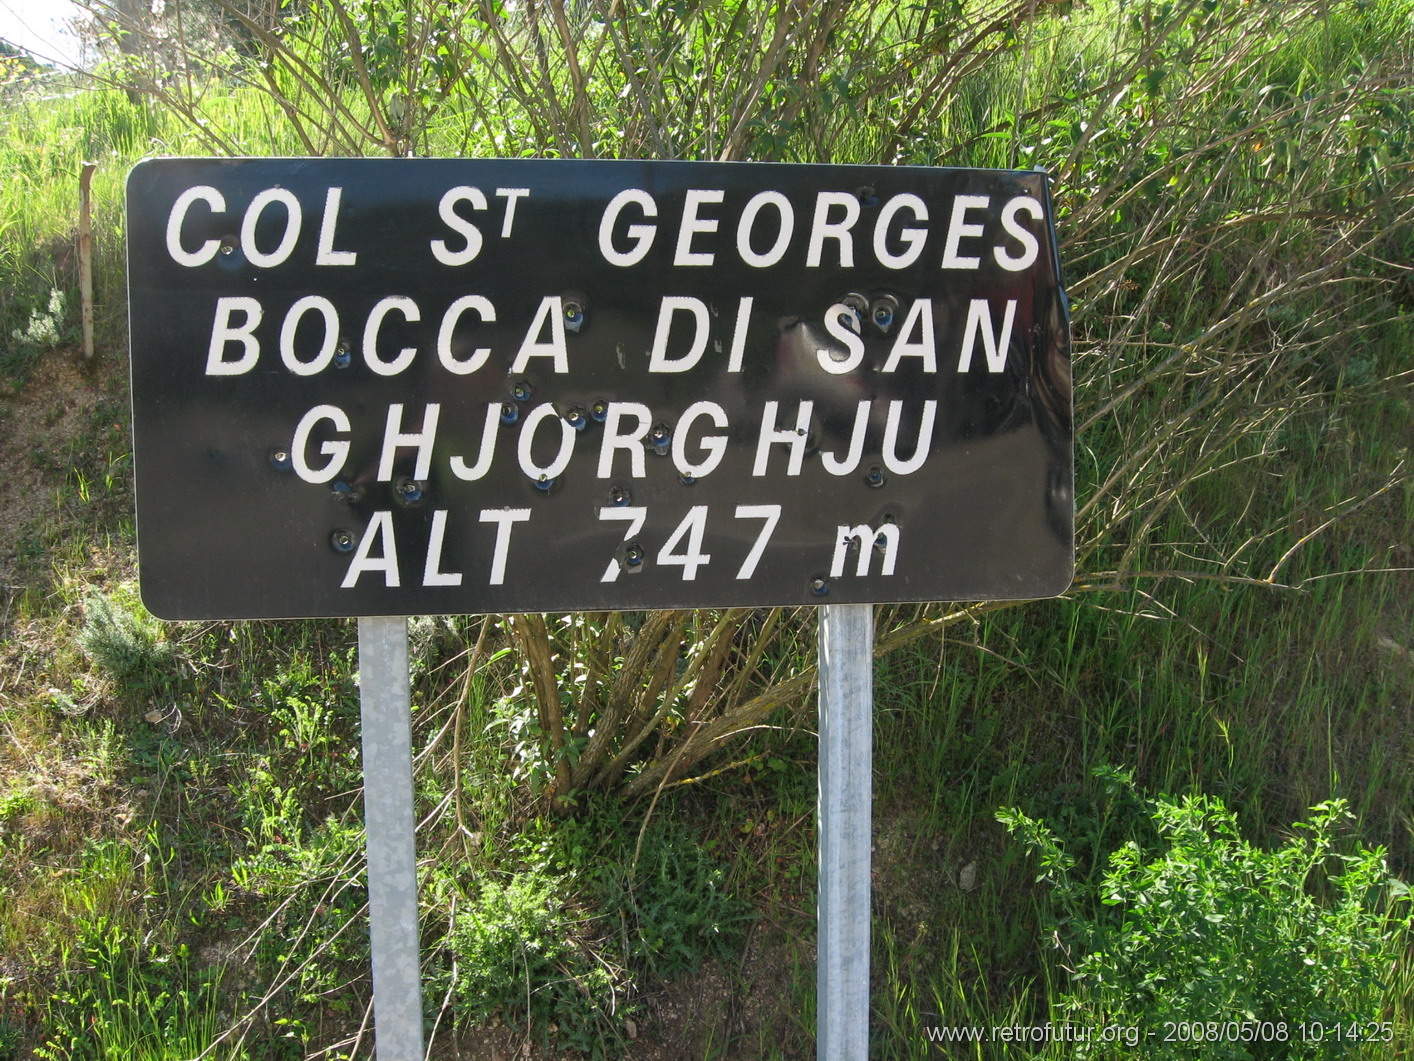 COL ST GEORGES
BOCCA DI SAN
GHJORGHJU
ALT 747 m
www.retrofutur.org - 2008/05/08 10:14:25